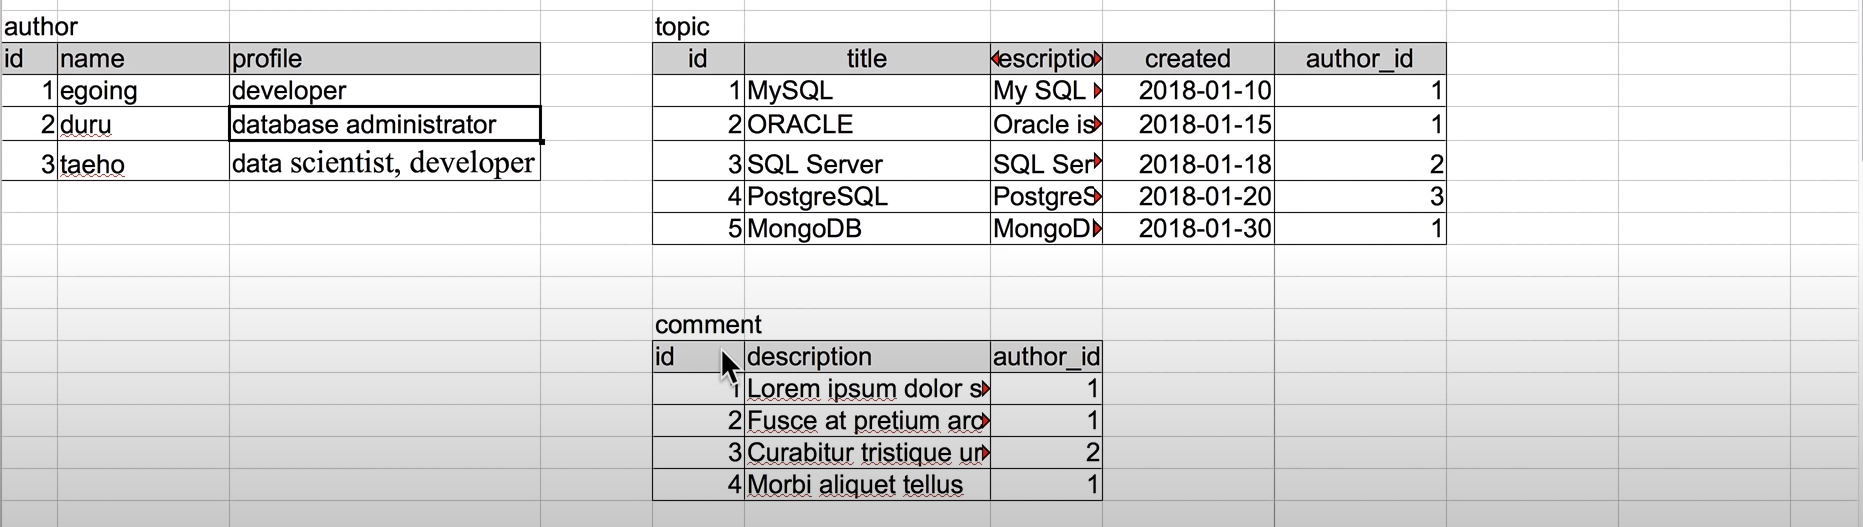 author
id name profile
1 egoing developer
2 duru database administrator
3 taeho data scientist, developer
topic
id title escriptio created author_id
1 MySQL My SQL 2018-01-10 1
2 ORACLE Oracle is 2018-01-15 1
3 SQL Server SQL Ser 2018-01-18 2
4 PostgreSQL PostgreS 2018-01-20 3
5 MongoDB MongoD 2018-01-30 1
comment
id description author_id
1 Lorem ipsum dolor s 1
2 Fusce at pretium arc 1
3 Curabitur tristique ur 2
4 Morbi aliquet tellus 1